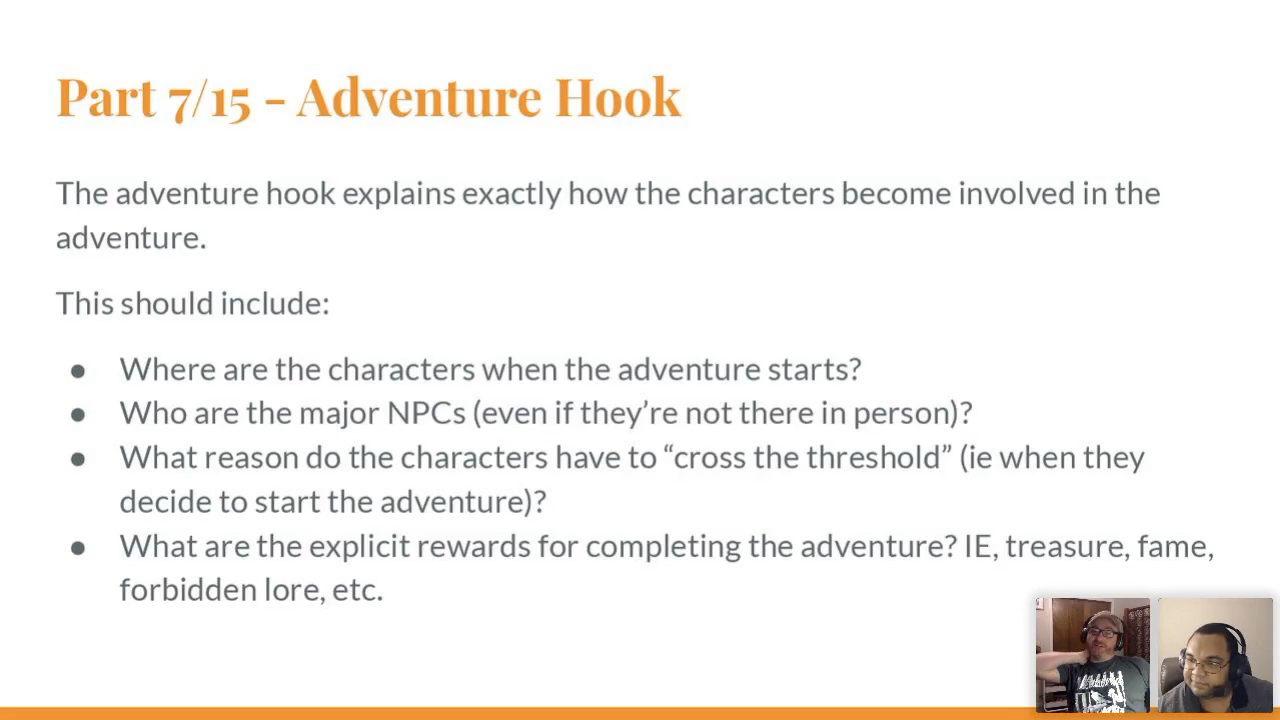 Part 7/15 - Adventure Hook
The adventure hook explains exactly how the characters become involved in the
adventure.
This should include:
● Where are the characters when the adventure starts?
● Who are the major NPCs (even if they’re not there in person)?
● What reason do the characters have to “cross the threshold” (ie when they
decide to start the adventure)?
● What are the explicit rewards for completing the adventure? IE, treasure, fame,
forbidden lore, etc.